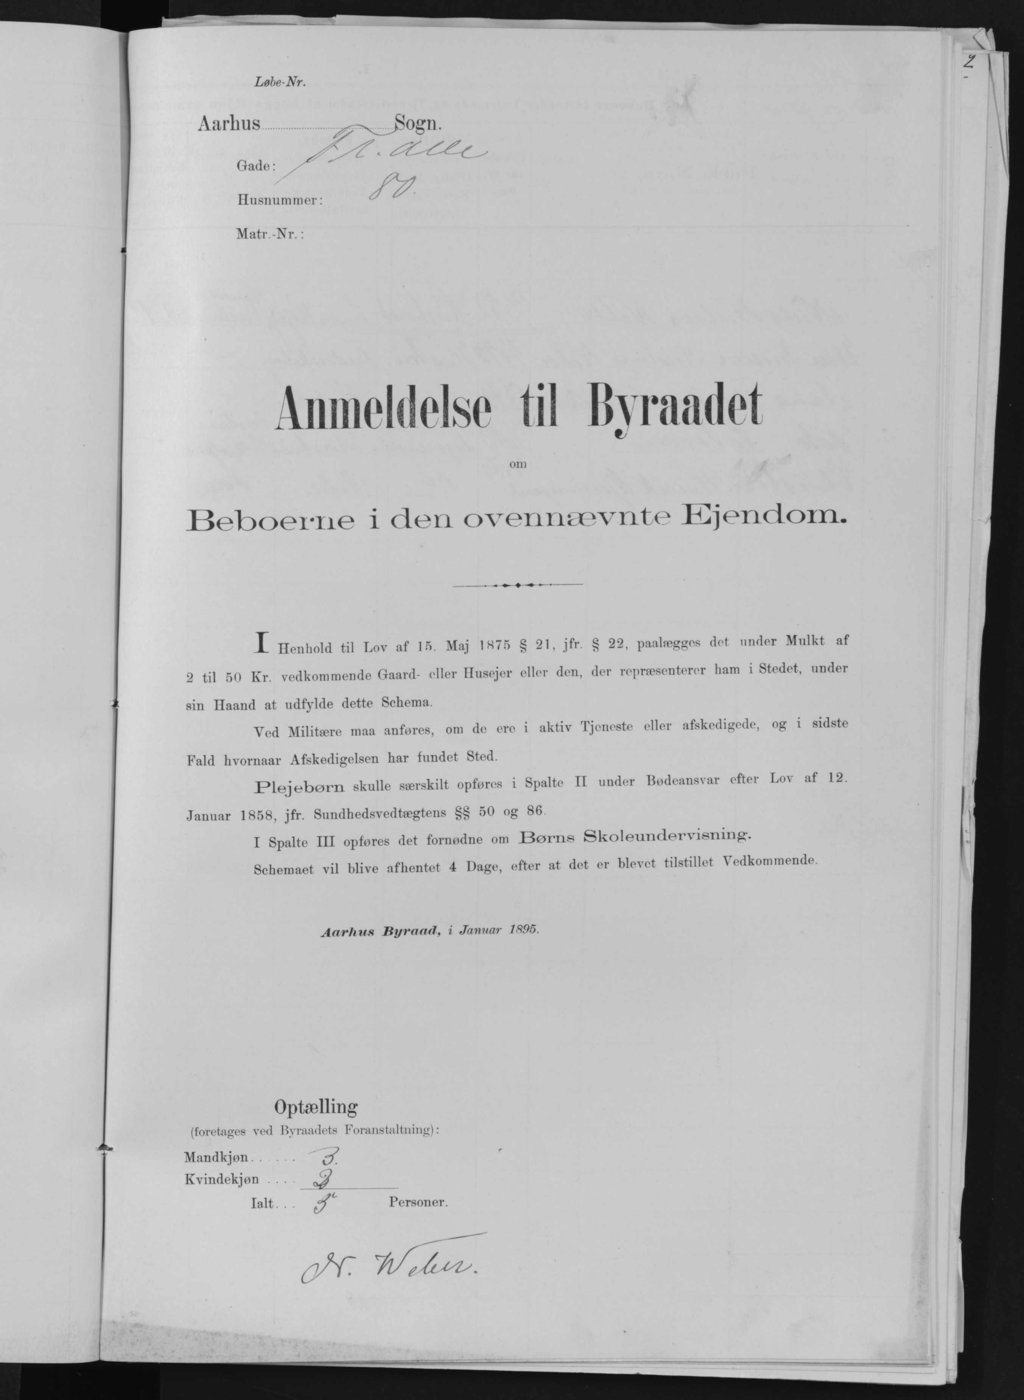 2
Løbe-Nr.
Aarhus Sogn.
Gade: Fr. alle
Husnummer: 80.
Matr.-Nr.:
Anmeldelse til Byraadet
om
Beboerne i den ovennævnte Ejendom.
I Henhold til Lov af 15. Maj 1875 § 21, jfr. § 22, paalægges det under Mulkt af
2 til 50 Kr. vedkommende Gaard- eller Husejer eller den, der repræsenterer ham i Stedet, under
sin Haand at udfylde dette Schema.
Ved Militære maa anføres, om de ere i aktiv Tjeneste eller afskedigede, og i sidste
Fald hvornaar Afskedigelsen har fundet Sted.
Plejebørn skulle særskilt opføres i Spalte II under Bødeansvar efter Lov af 12.
Januar 1858, jfr. Sundhedsvedtægtens §§ 50 og 86.
I Spalte III opføres det fornødne om Børns Skoleundervisning.
Schemaet vil blive afhentet 4 Dage, efter at det er blevet tilstillet Vedkommende.
Aarhus Byraad, i Januar 1895.
Optælling
(foretages ved Byraadets Foranstaltning):
Mandkjøn...... 3.
Kvindekjøn ....
Ialt... 5 Personer.
N. Weber.